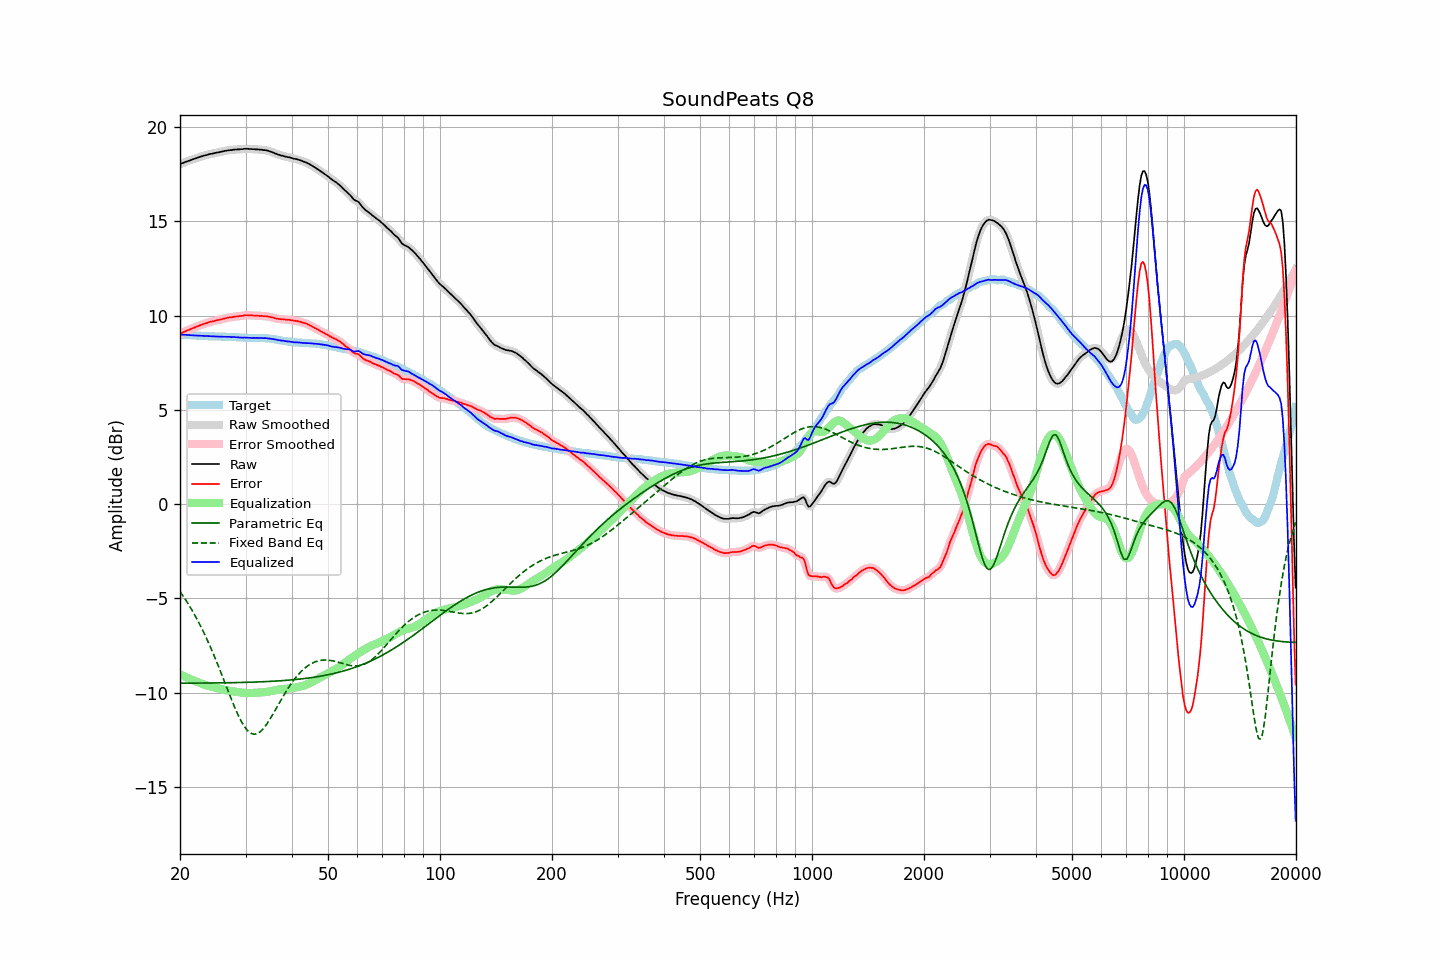 SoundPeats Q8
Amplitude (dBr)
20
15
10
5
0
−5
−10
−15
Target
Raw Smoothed
Error Smoothed
Raw
Error
Equalization
Parametric Eq
Fixed Band Eq
Equalized
20 50 100 200 500 1000 2000 5000 10000 20000
Frequency (Hz)